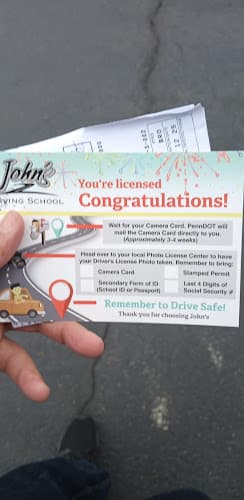 John's
VING SCHOOL
You're licensed
Congratulations!
Wait for your Camera Card. PennDOT will
mail the Camera Card directly to you.
(Approximately 3-4 weeks)
Head over to your local Photo License Center to have
your Driver's License Photo taken. Remember to bring:
Camera Card
Stamped Permit
Secondary Form of ID
(School ID or Passport)
Last 4 Digits of
Social Security #
Remember to Drive Safe!
Thank you for choosing John's